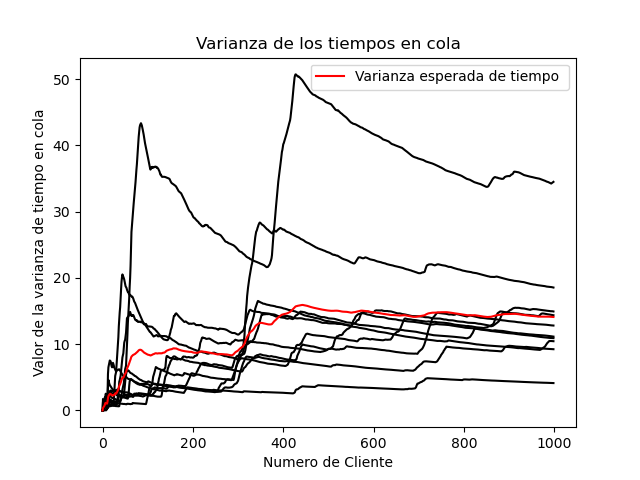 Varianza de los tiempos en cola
Varianza esperada de tiempo
Valor de la varianza de tiempo en cola
50
40
30
20
10
0
0 200 400 600 800 1000
Numero de Cliente